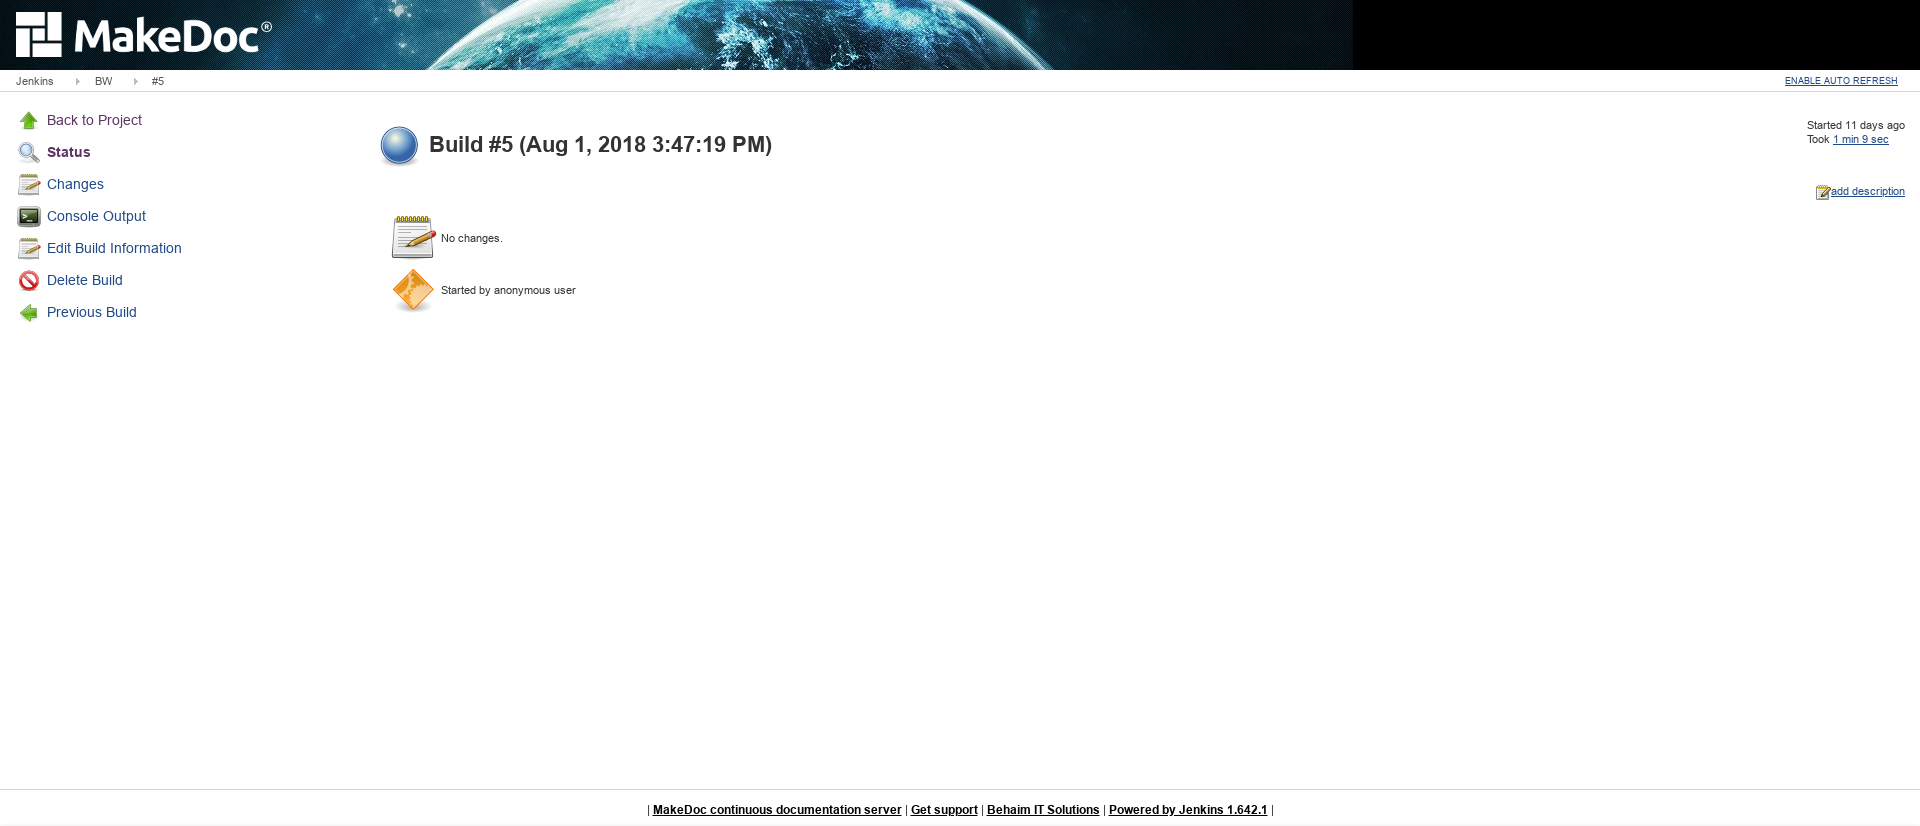 MakeDoc®
Jenkins BW #5 ENABLE AUTO REFRESH
Back to Project
Status
Changes
Console Output
Edit Build Information
Delete Build
Previous Build
Build #5 (Aug 1, 2018 3:47:19 PM)
Started 11 days ago
Took 1 min 9 sec
add description
No changes.
Started by anonymous user
| MakeDoc continuous documentation server | Get support | Behaim IT Solutions | Powered by Jenkins 1.642.1 |